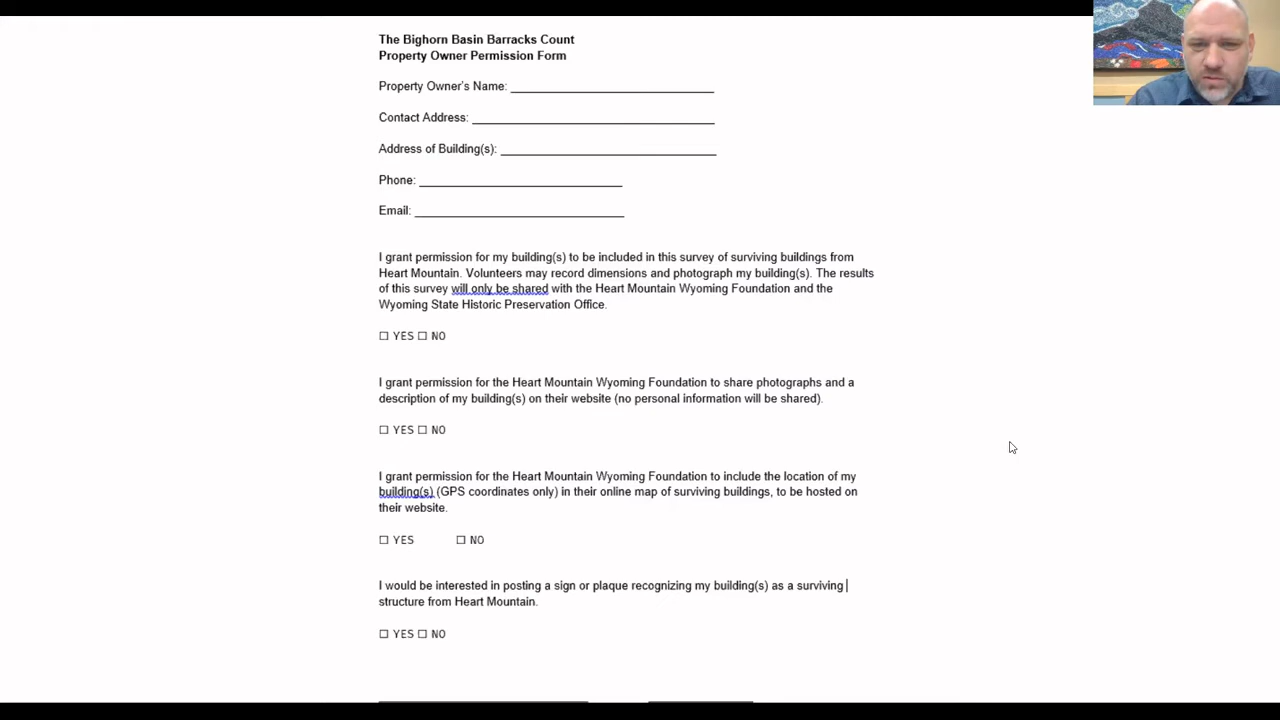 The Bighorn Basin Barracks Count
Property Owner Permission Form
Property Owner's Name: ____________________
Contact Address: ____________________
Address of Building(s): ____________________
Phone: ____________________
Email: ____________________
I grant permission for my building(s) to be included in this survey of surviving buildings from
Heart Mountain. Volunteers may record dimensions and photograph my building(s). The results
of this survey will only be shared with the Heart Mountain Wyoming Foundation and the
Wyoming State Historic Preservation Office.
☐ YES ☐ NO
I grant permission for the Heart Mountain Wyoming Foundation to share photographs and a
description of my building(s) on their website (no personal information will be shared).
☐ YES ☐ NO
I grant permission for the Heart Mountain Wyoming Foundation to include the location of my
building(s) (GPS coordinates only) in their online map of surviving buildings, to be hosted on
their website.
☐ YES ☐ NO
I would be interested in posting a sign or plaque recognizing my building(s) as a surviving
structure from Heart Mountain.
☐ YES ☐ NO